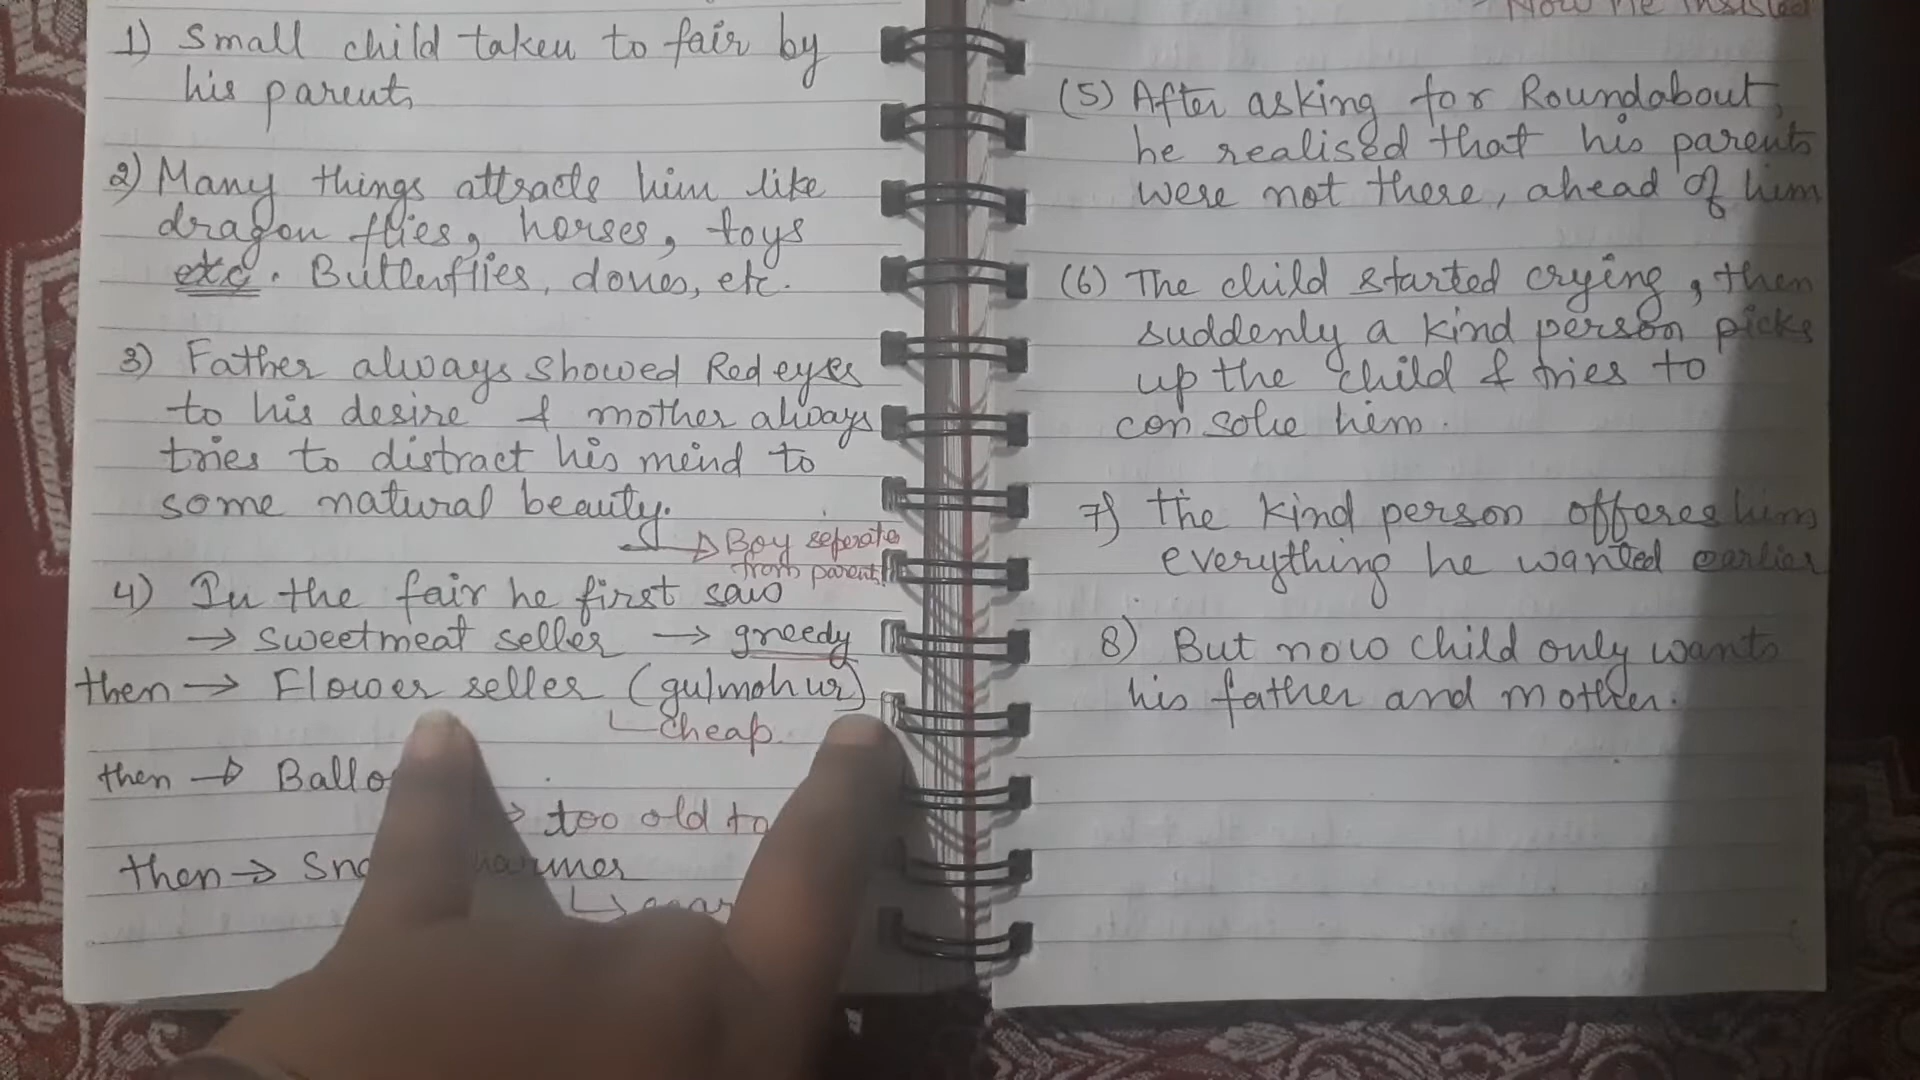 1) Small child taken to fair by
his parents
2) Many things attracts him like
dragon flies, horses, toys
etc. Butterflies, doves, etc.
3) Father always showed Red eyes
to his desire & mother always
tries to distract his mind to
some natural beauty.
→ Boy seperates
from parent
4) In the fair he first saw
→ sweetmeat seller → greedy
then → Flower seller (gulmohur)
cheap
then →
too old to
then →
Now he insisted
(5) After asking for Roundabout,
he realised that his parents
were not there, ahead of him
(6) The child started crying, then
suddenly a kind person picks
up the child & tries to
console him.
7) the kind person offeres him
everything he wanted earlier
8) But now child only wants
his father and mother.